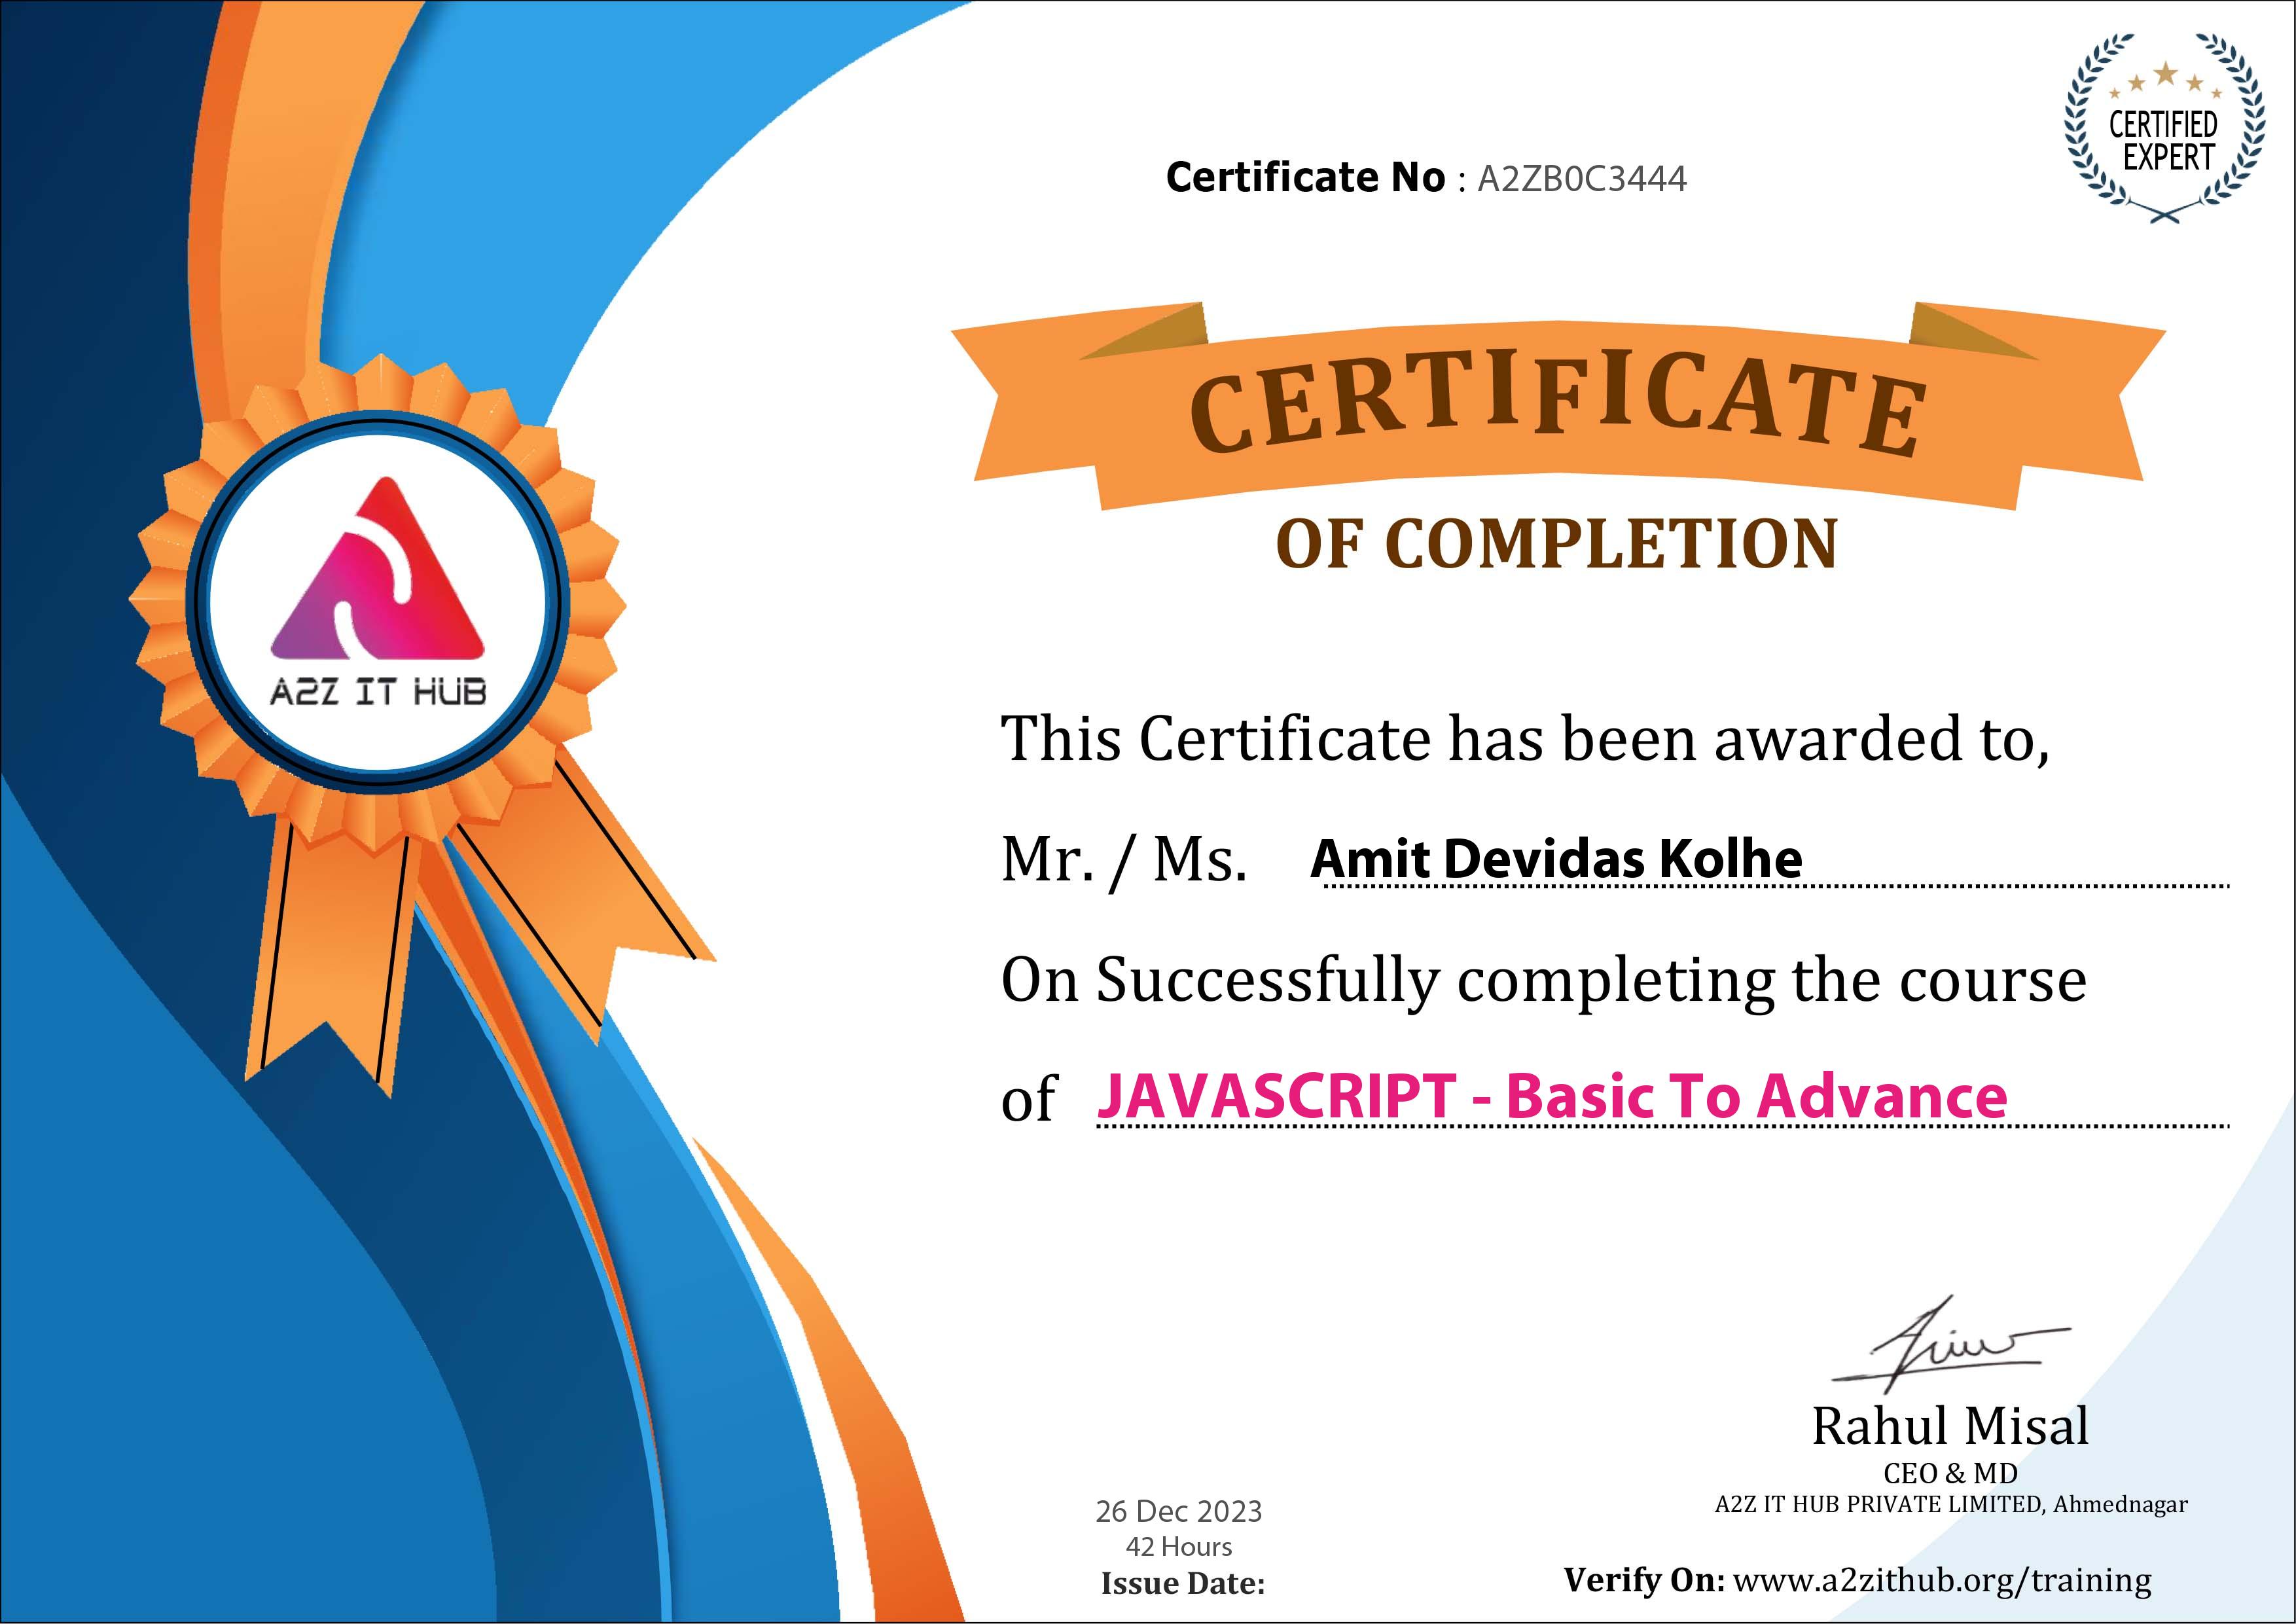 CERTIFIED
EXPERT
Certificate No : A2ZB0C3444
CERTIFICATE
OF COMPLETION
A2Z IT HUB
This Certificate has been awarded to,
Mr. / Ms. Amit Devidas Kolhe
On Successfully completing the course
of JAVASCRIPT - Basic To Advance
Rahul Misal
CEO & MD
A2Z IT HUB PRIVATE LIMITED, Ahmednagar
26 Dec 2023
42 Hours
Issue Date:
Verify On: www.a2zithub.org/training